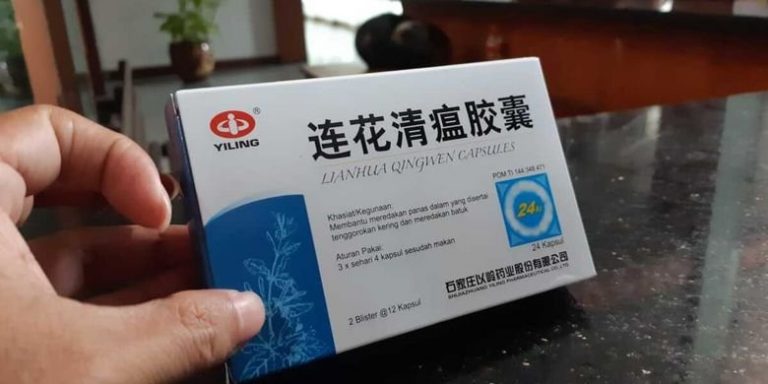 YILING
®
连花清瘟胶囊
LIANHUA QINGWEN CAPSULES
POM TI 144 348 471
Khasiat/Kegunaan:
Membantu meredakan panas dalam yang disertai
tenggorokan kering dan meredakan batuk
Aturan Pakai:
3 x sehari 4 kapsul sesudah makan
24
24 Kapsul
2 Blister @12 Kapsul
石家庄以岭药业股份有限公司
SHIJIAZHUANG YILING PHARMACEUTICAL CO.,LTD.